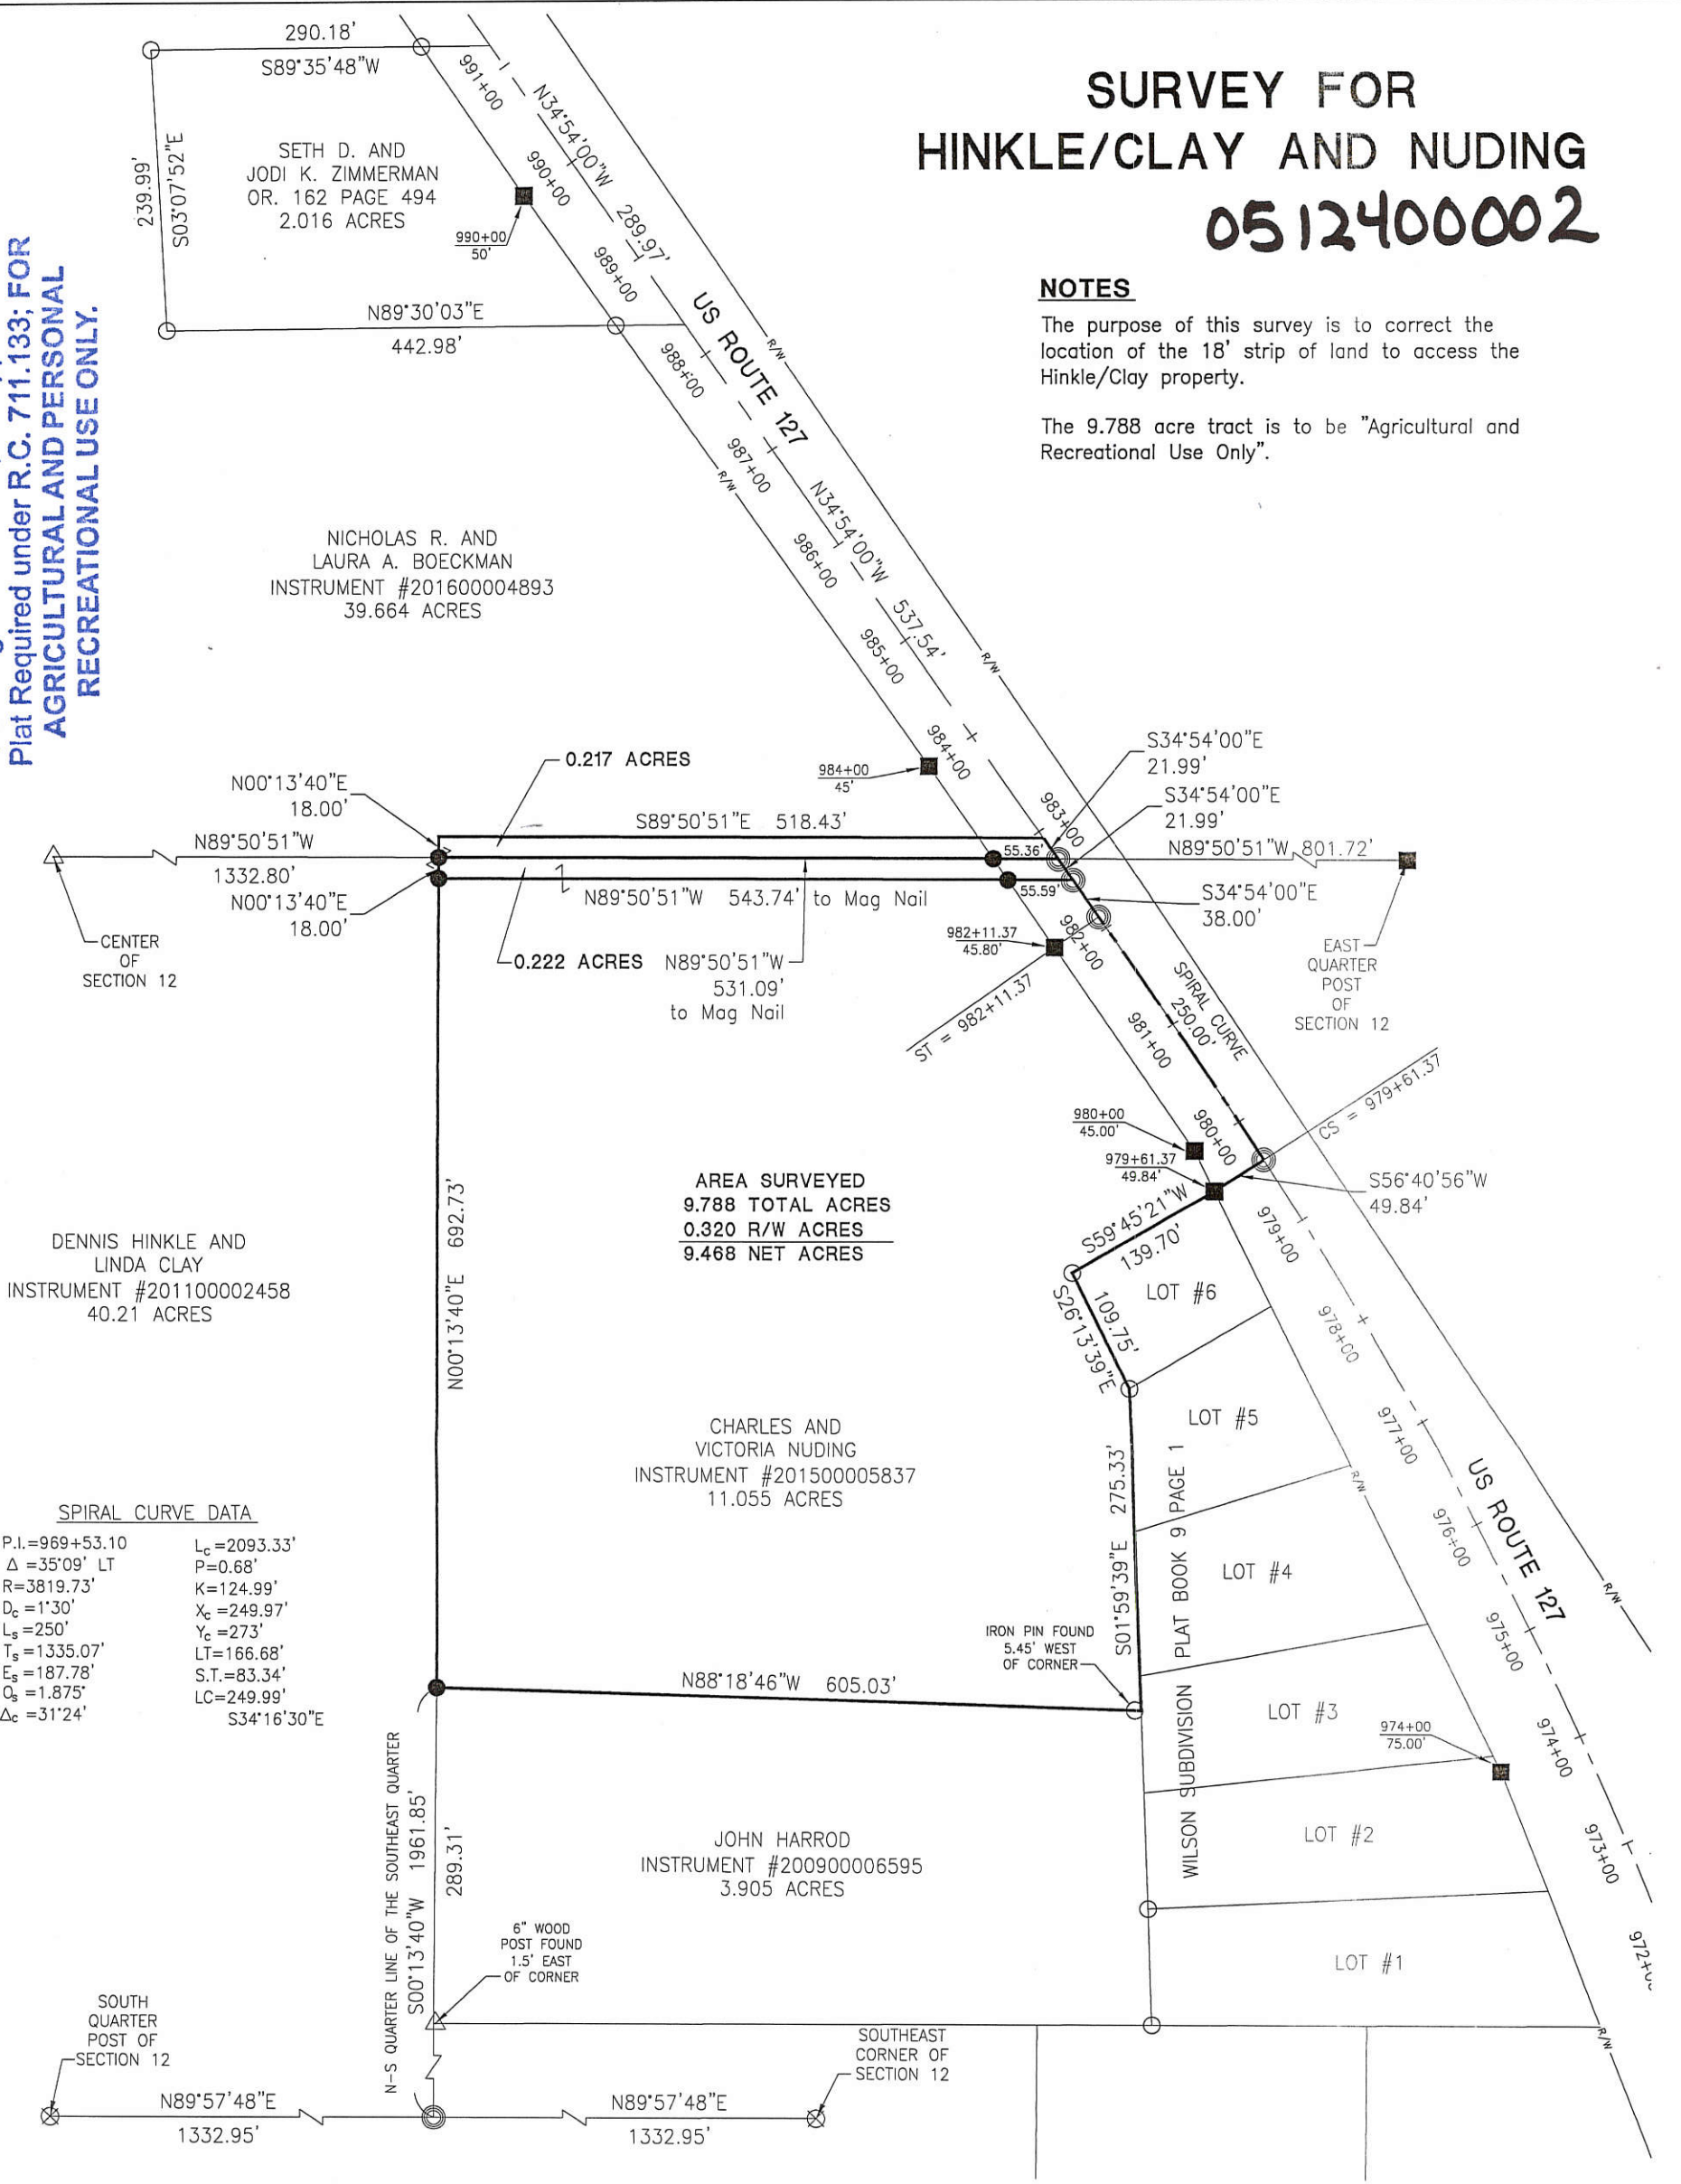 SURVEY FOR
HINKLE/CLAY AND NUDING
0512400002
NOTES
The purpose of this survey is to correct the
location of the 18' strip of land to access the
Hinkle/Clay property.
The 9.788 acre tract is to be "Agricultural and
Recreational Use Only".
Plat Required under R.C. 711.133; FOR
AGRICULTURAL AND PERSONAL
RECREATIONAL USE ONLY.
290.18'
S89°35'48"W
239.99'
S03°07'52"E
SETH D. AND
JODI K. ZIMMERMAN
OR. 162 PAGE 494
2.016 ACRES
990+00
50'
N89°30'03"E
442.98'
991+00
N34°54'00"W
289.97'
990+00
989+00
US ROUTE 127
R/W
988+00
987+00
R/W
N34°54'00"W
537.54'
986+00
985+00
R/W
984+00
983+00
NICHOLAS R. AND
LAURA A. BOECKMAN
INSTRUMENT #201600004893
39.664 ACRES
0.217 ACRES
984+00
45'
S34°54'00"E
21.99'
S34°54'00"E
21.99'
N00°13'40"E
18.00'
S89°50'51"E 518.43'
N89°50'51"W
1332.80'
55.36'
N89°50'51"W 801.72'
N00°13'40"E
18.00'
N89°50'51"W 543.74' to Mag Nail
55.59'
S34°54'00"E
38.00'
CENTER
OF
SECTION 12
0.222 ACRES
N89°50'51"W
531.09'
to Mag Nail
982+11.37
45.80'
982+00
EAST
QUARTER
POST
OF
SECTION 12
ST = 982+11.37
SPIRAL CURVE
250.00'
981+00
980+00
45.00'
980+00
CS = 979+61.37
979+61.37
49.84'
S56°40'56"W
49.84'
S59°45'21"W
139.70'
979+00
N00°13'40"E 692.73'
AREA SURVEYED
9.788 TOTAL ACRES
0.320 R/W ACRES
9.468 NET ACRES
DENNIS HINKLE AND
LINDA CLAY
INSTRUMENT #201100002458
40.21 ACRES
109.75'
S26°13'39"E
LOT #6
978+00
LOT #5
977+00
CHARLES AND
VICTORIA NUDING
INSTRUMENT #201500005837
11.055 ACRES
S01°59'39"E 275.33'
WILSON SUBDIVISION PLAT BOOK 9 PAGE 1
R/W
US ROUTE 127
976+00
LOT #4
R/W
975+00
SPIRAL CURVE DATA
P.I.=969+53.10
Δ =35°09' LT
R=3819.73'
Dc =1°30'
Ls =250'
Ts =1335.07'
Es =187.78'
Θs =1.875°
Δc =31°24'
Lc =2093.33'
P=0.68'
K=124.99'
Xc =249.97'
Yc =273'
LT=166.68'
S.T.=83.34'
LC=249.99'
S34°16'30"E
IRON PIN FOUND
5.45' WEST
OF CORNER
N88°18'46"W 605.03'
LOT #3
974+00
75.00'
974+00
LOT #2
973+00
JOHN HARROD
INSTRUMENT #200900006595
3.905 ACRES
N-S QUARTER LINE OF THE SOUTHEAST QUARTER
S00°13'40"W 1961.85'
289.31'
6" WOOD
POST FOUND
1.5' EAST
OF CORNER
LOT #1
R/W
SOUTH
QUARTER
POST OF
SECTION 12
SOUTHEAST
CORNER OF
SECTION 12
N89°57'48"E
1332.95'
N89°57'48"E
1332.95'